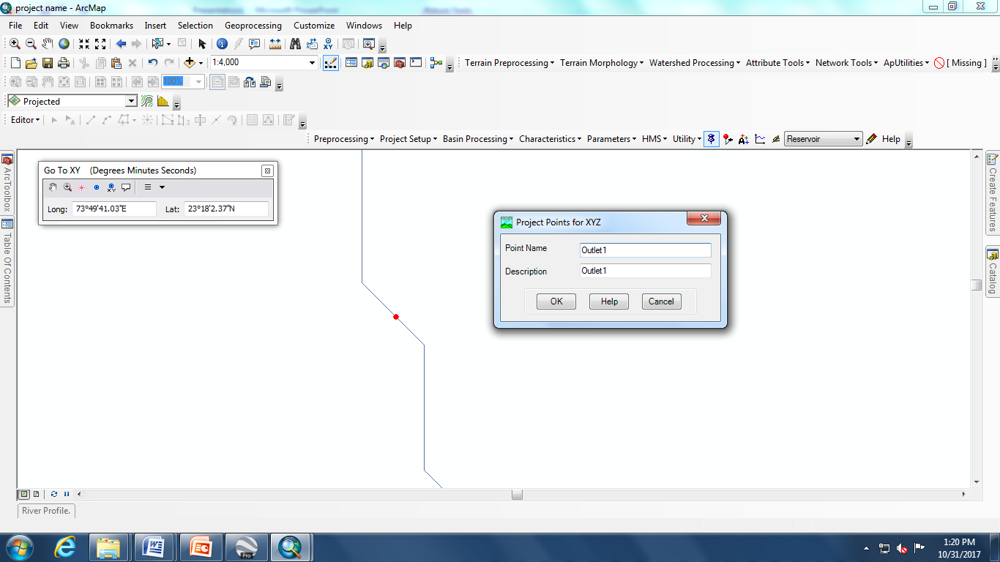 project name - ArcMap
File Edit View Bookmarks Insert Selection Geoprocessing Customize Windows Help
1:4,000
Terrain Preprocessing Terrain Morphology Watershed Processing Attribute Tools Network Tools ApUtilities [ Missing ]
100%
Projected
Editor
Preprocessing Project Setup Basin Processing Characteristics Parameters HMS Utility Reservoir Help
ArcToolbox
Table Of Contents
Go To XY (Degrees Minutes Seconds)
Long: 73°49'41.03"E Lat: 23°18'2.37"N
Project Points for XYZ
Point Name Outlet1
Description Outlet1
OK Help Cancel
Create Features
Catalog
River Profile.
Pro
1:20 PM
10/31/2017